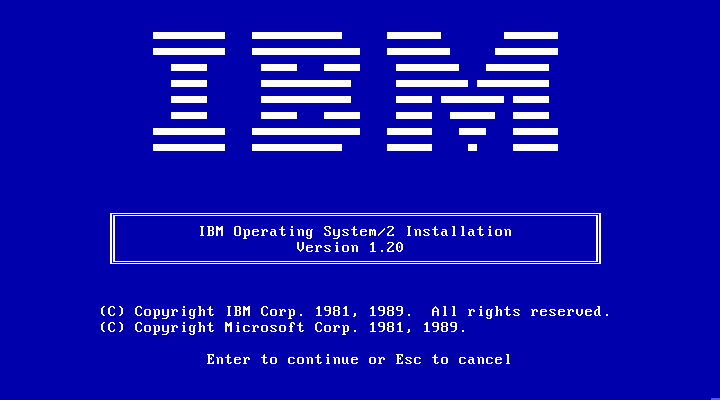 IBM
IBM Operating System/2 Installation
Version 1.20
(C) Copyright IBM Corp. 1981, 1989.  All rights reserved.
(C) Copyright Microsoft Corp. 1981, 1989.
Enter to continue or Esc to cancel